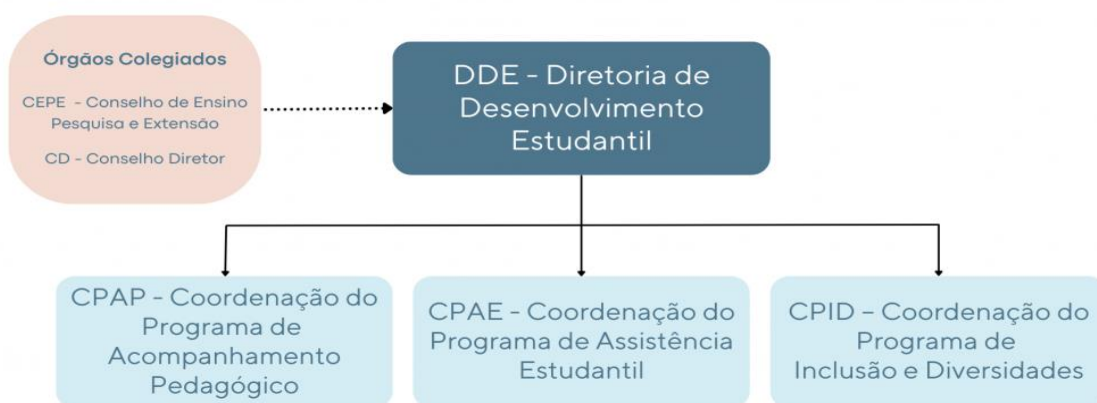 Órgãos Colegiados
CEPE - Conselho de Ensino
Pesquisa e Extensão
CD - Conselho Diretor
DDE - Diretoria de
Desenvolvimento
Estudantil
CPAP - Coordenação do
Programa de
Acompanhamento
Pedagógico
CPAE - Coordenação do
Programa de Assistência
Estudantil
CPID – Coordenação do
Programa de
Inclusão e Diversidades